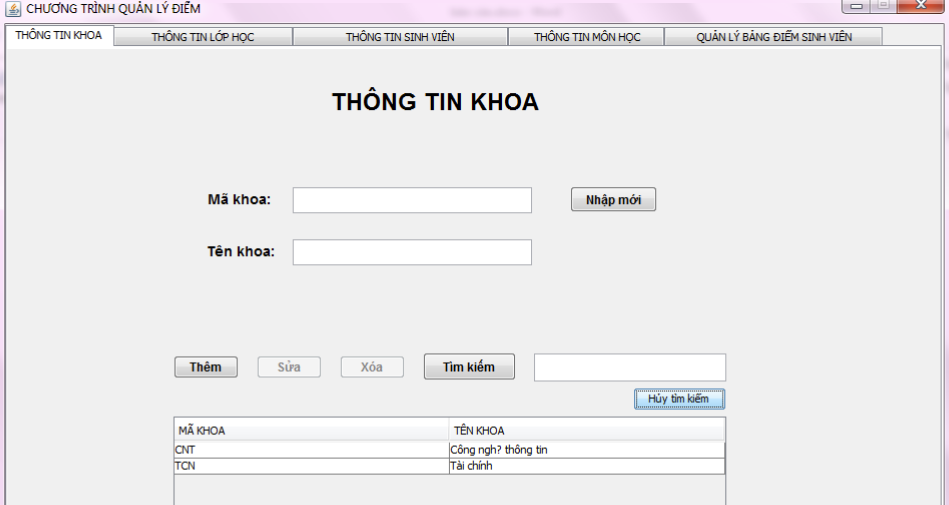 CHƯƠNG TRÌNH QUẢN LÝ ĐIỂM
THÔNG TIN KHOA THÔNG TIN LỚP HỌC THÔNG TIN SINH VIÊN THÔNG TIN MÔN HỌC QUẢN LÝ BẢNG ĐIỂM SINH VIÊN
THÔNG TIN KHOA
Mã khoa: Nhập mới
Tên khoa:
Thêm Sửa Xóa Tìm kiếm
Hủy tìm kiếm
MÃ KHOA TÊN KHOA
CNT Công ngh? thông tin
TCN Tài chính